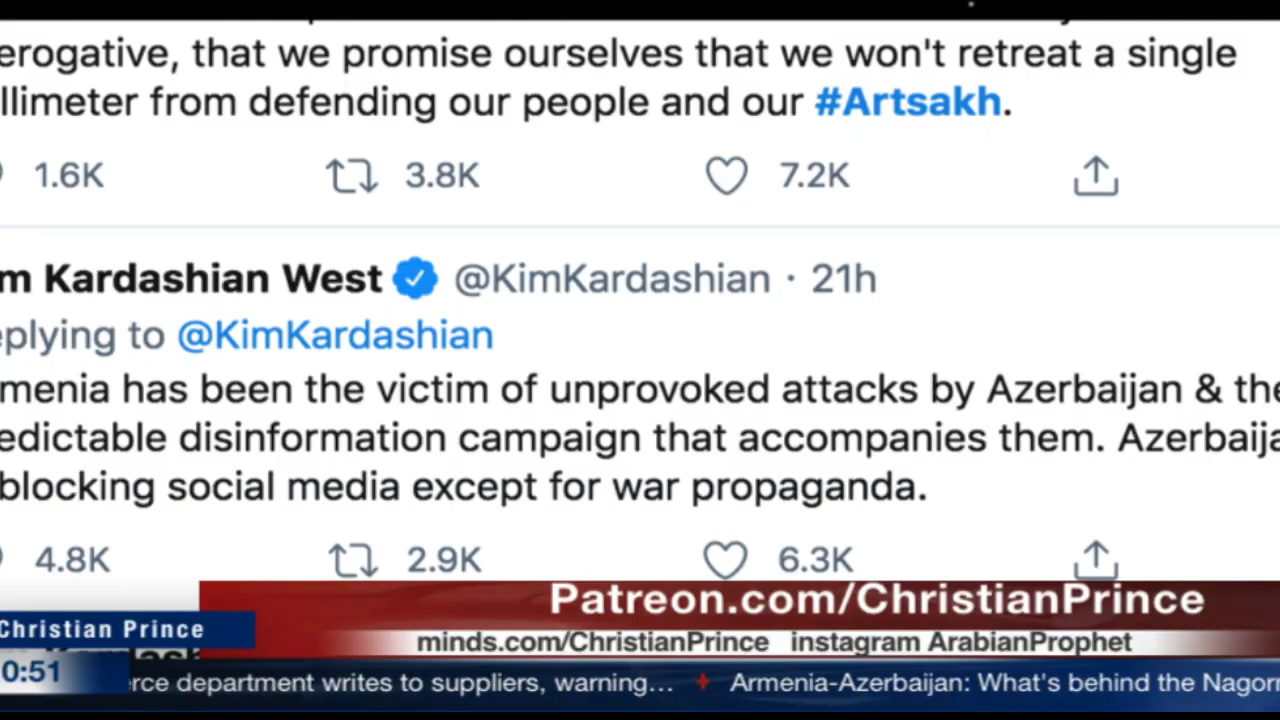 erogative, that we promise ourselves that we won't retreat a single
llimeter from defending our people and our #Artsakh.
1.6K 3.8K 7.2K
m Kardashian West @KimKardashian · 21h
eplying to @KimKardashian
menia has been the victim of unprovoked attacks by Azerbaijan & the
edictable disinformation campaign that accompanies them. Azerbaija
blocking social media except for war propaganda.
4.8K 2.9K 6.3K
Patreon.com/ChristianPrince
Christian Prince
minds.com/ChristianPrince instagram ArabianProphet
0:51
rce department writes to suppliers, warning... Armenia-Azerbaijan: What's behind the Nagor